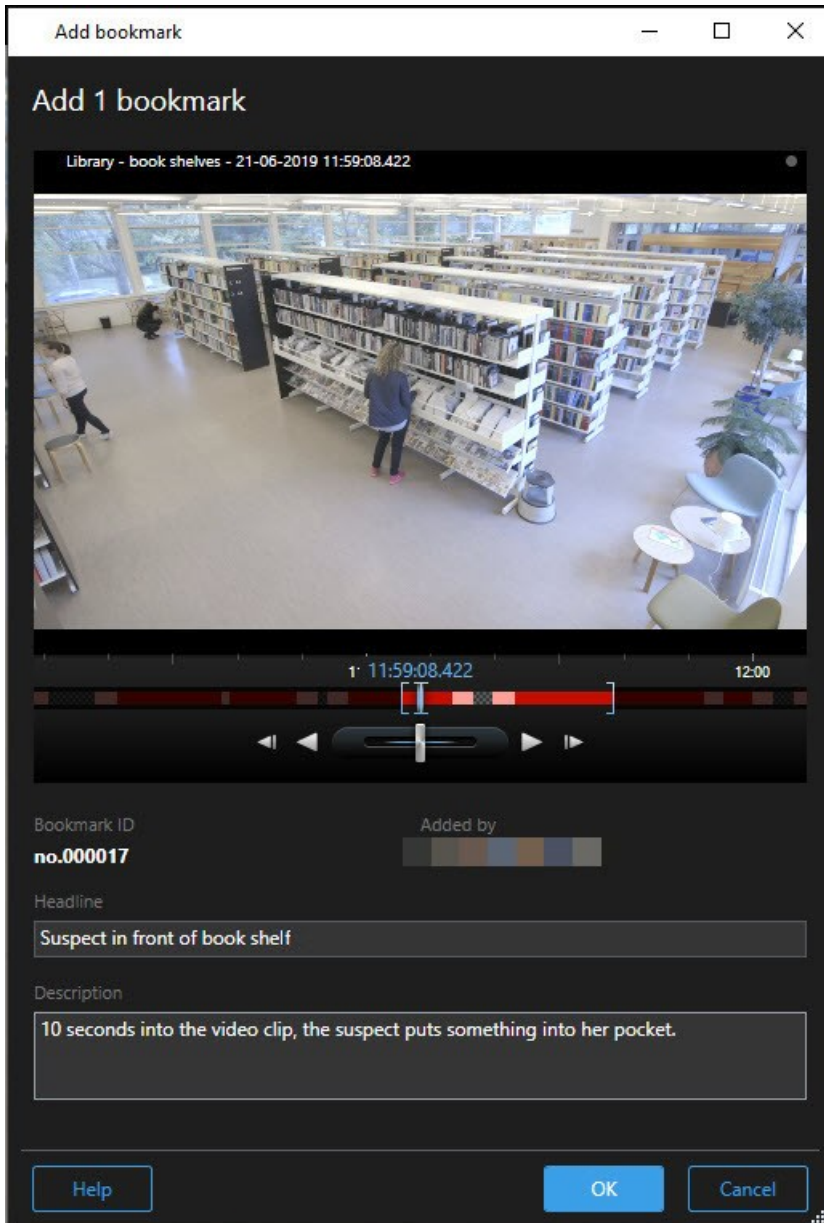 Add bookmark
Add 1 bookmark
Library - book shelves - 21-06-2019 11:59:08.422
11:59:08.422
12:00
Bookmark ID
Added by
no.000017
Headline
Suspect in front of book shelf
Description
10 seconds into the video clip, the suspect puts something into her pocket.
Help
OK
Cancel